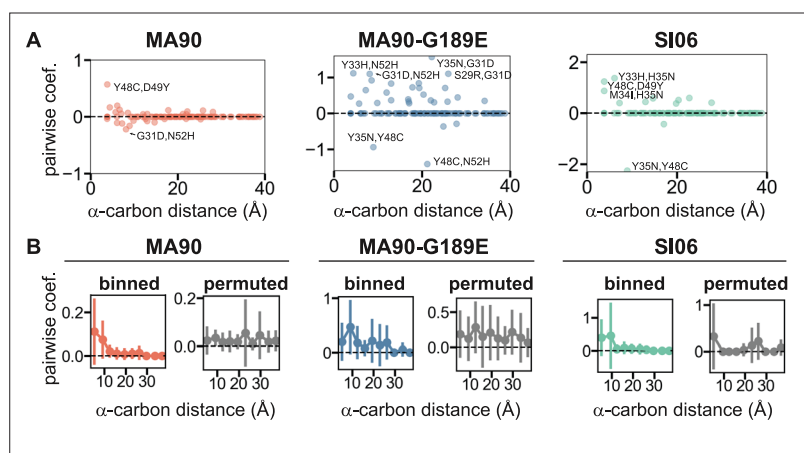 A MA90 MA90-G189E SI06
pairwise coef.
1
0
−1
Y48C,D49Y
G31D,N52H
0 20 40
α-carbon distance (Å)
1
0
−1
Y33H,N52H
Y35N,G31D
G31D,N52H
S29R,G31D
Y35N,Y48C
Y48C,N52H
0 20 40
α-carbon distance (Å)
2
0
−2
Y33H,H35N
Y48C,D49Y
M34I,H35N
Y35N,Y48C
0 20 40
α-carbon distance (Å)
B MA90 MA90-G189E SI06
pairwise coef.
binned
0.2
0.0
10 20 30
permuted
0.2
0.0
10 20 30
α-carbon distance (Å)
binned
1
0
10 20 30
permuted
0.5
0.0
10 20 30
α-carbon distance (Å)
binned
1
0
10 20 30
permuted
1
0
10 20 30
α-carbon distance (Å)